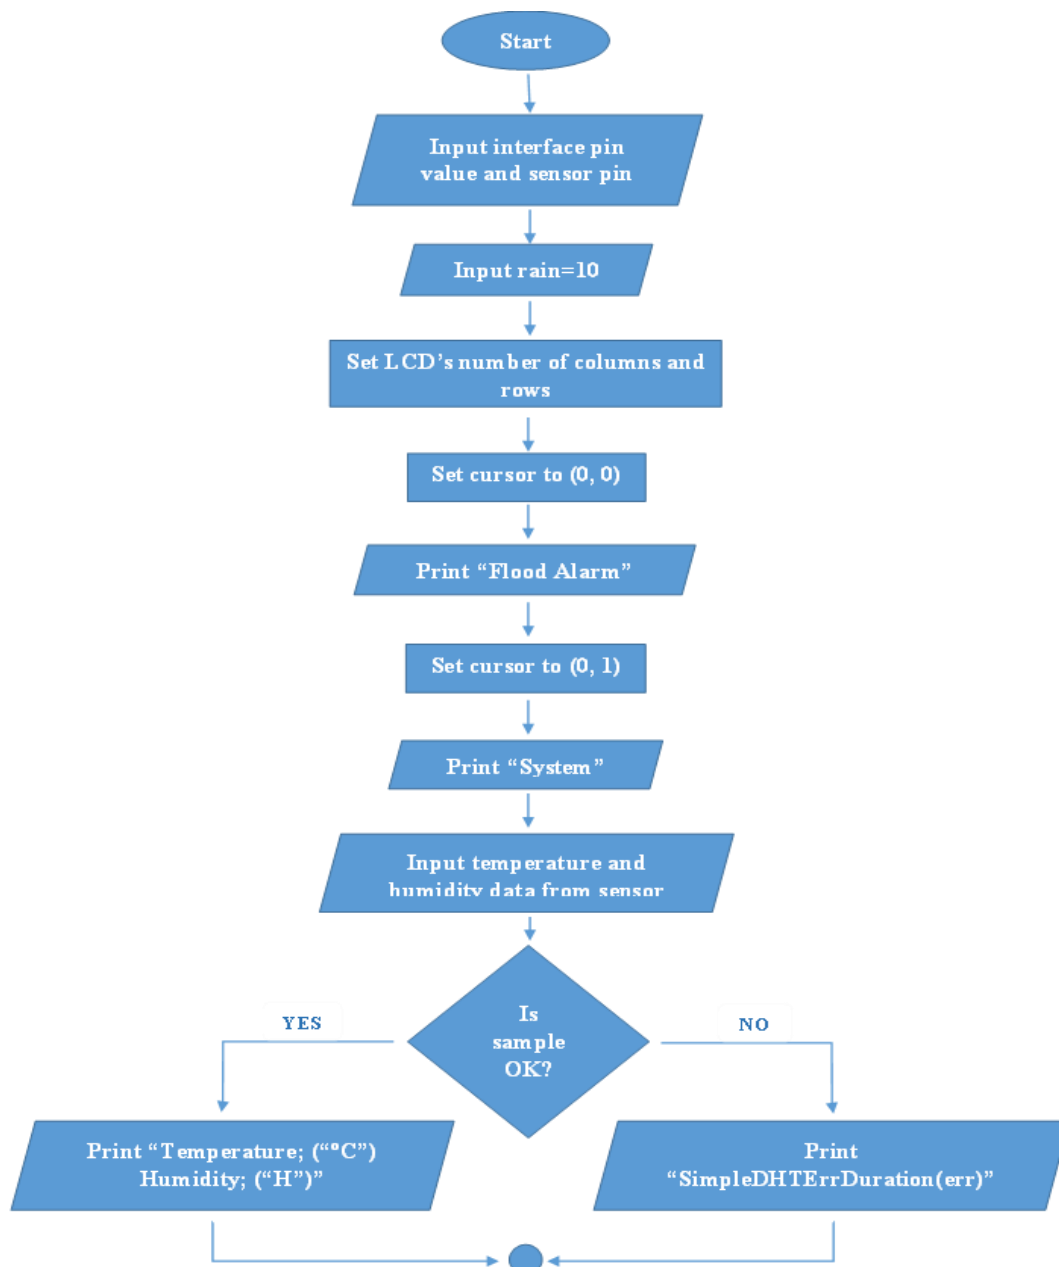 Start
Input interface pin
value and sensor pin
Input rain=10
Set LCD’s number of columns and
rows
Set cursor to (0, 0)
Print “Flood Alarm”
Set cursor to (0, 1)
Print “System”
Input temperature and
humidity data from sensor
Is
sample
OK?
YES
NO
Print “Temperature; (“ºC”)
Humidity; (“H”)”
Print
“SimpleDHTErrDuration(err)”